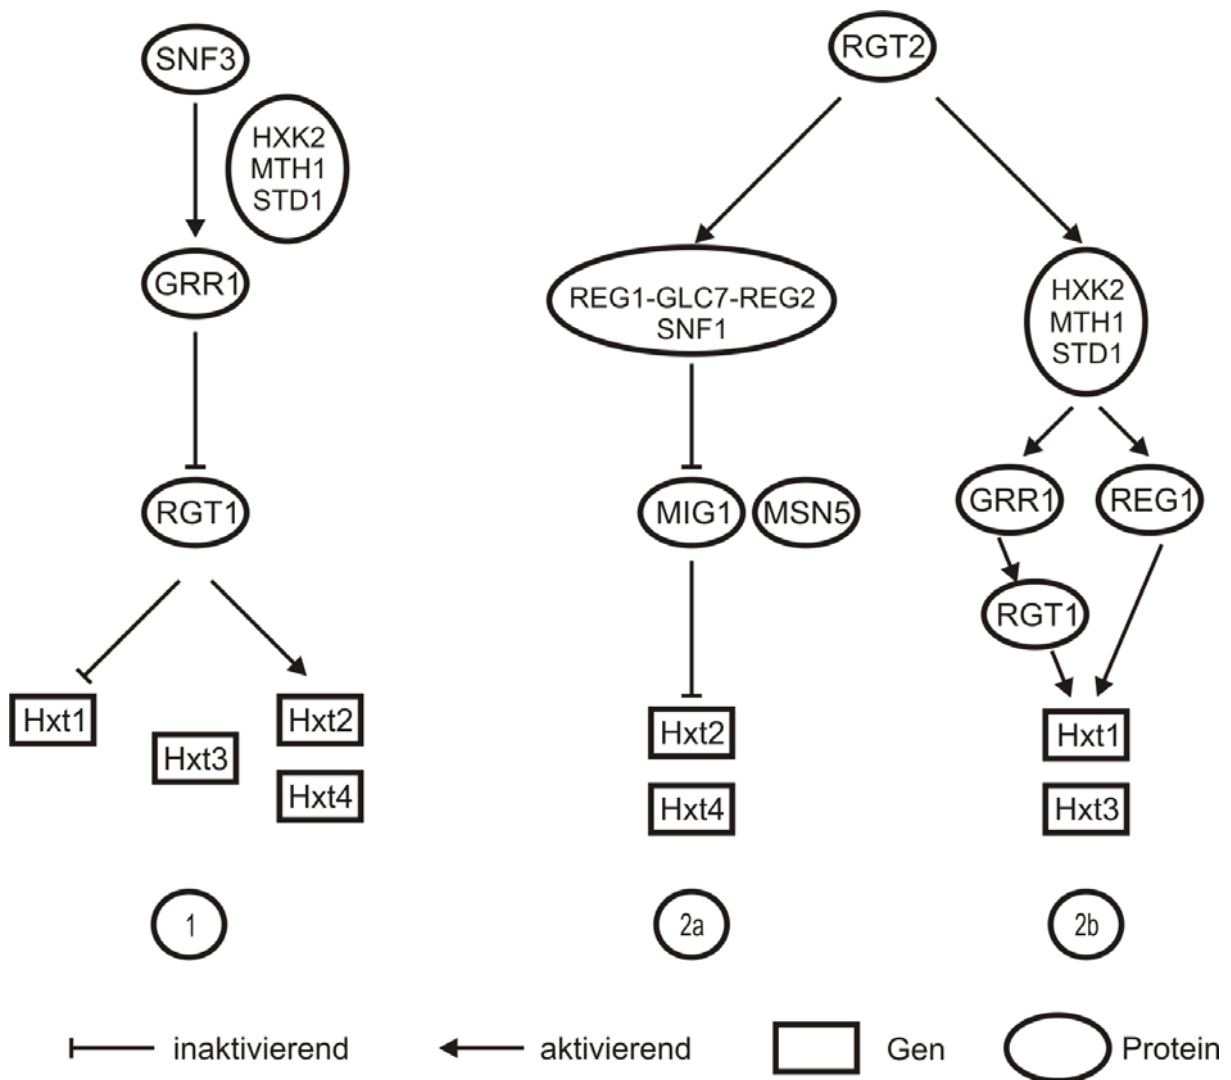 SNF3
HXK2
MTH1
STD1
GRR1
RGT1
Hxt1
Hxt2
Hxt3
Hxt4
1
RGT2
REG1-GLC7-REG2
SNF1
MIG1
MSN5
Hxt2
Hxt4
2a
HXK2
MTH1
STD1
GRR1
REG1
RGT1
Hxt1
Hxt3
2b
inaktivierend
aktivierend
Gen
Protein